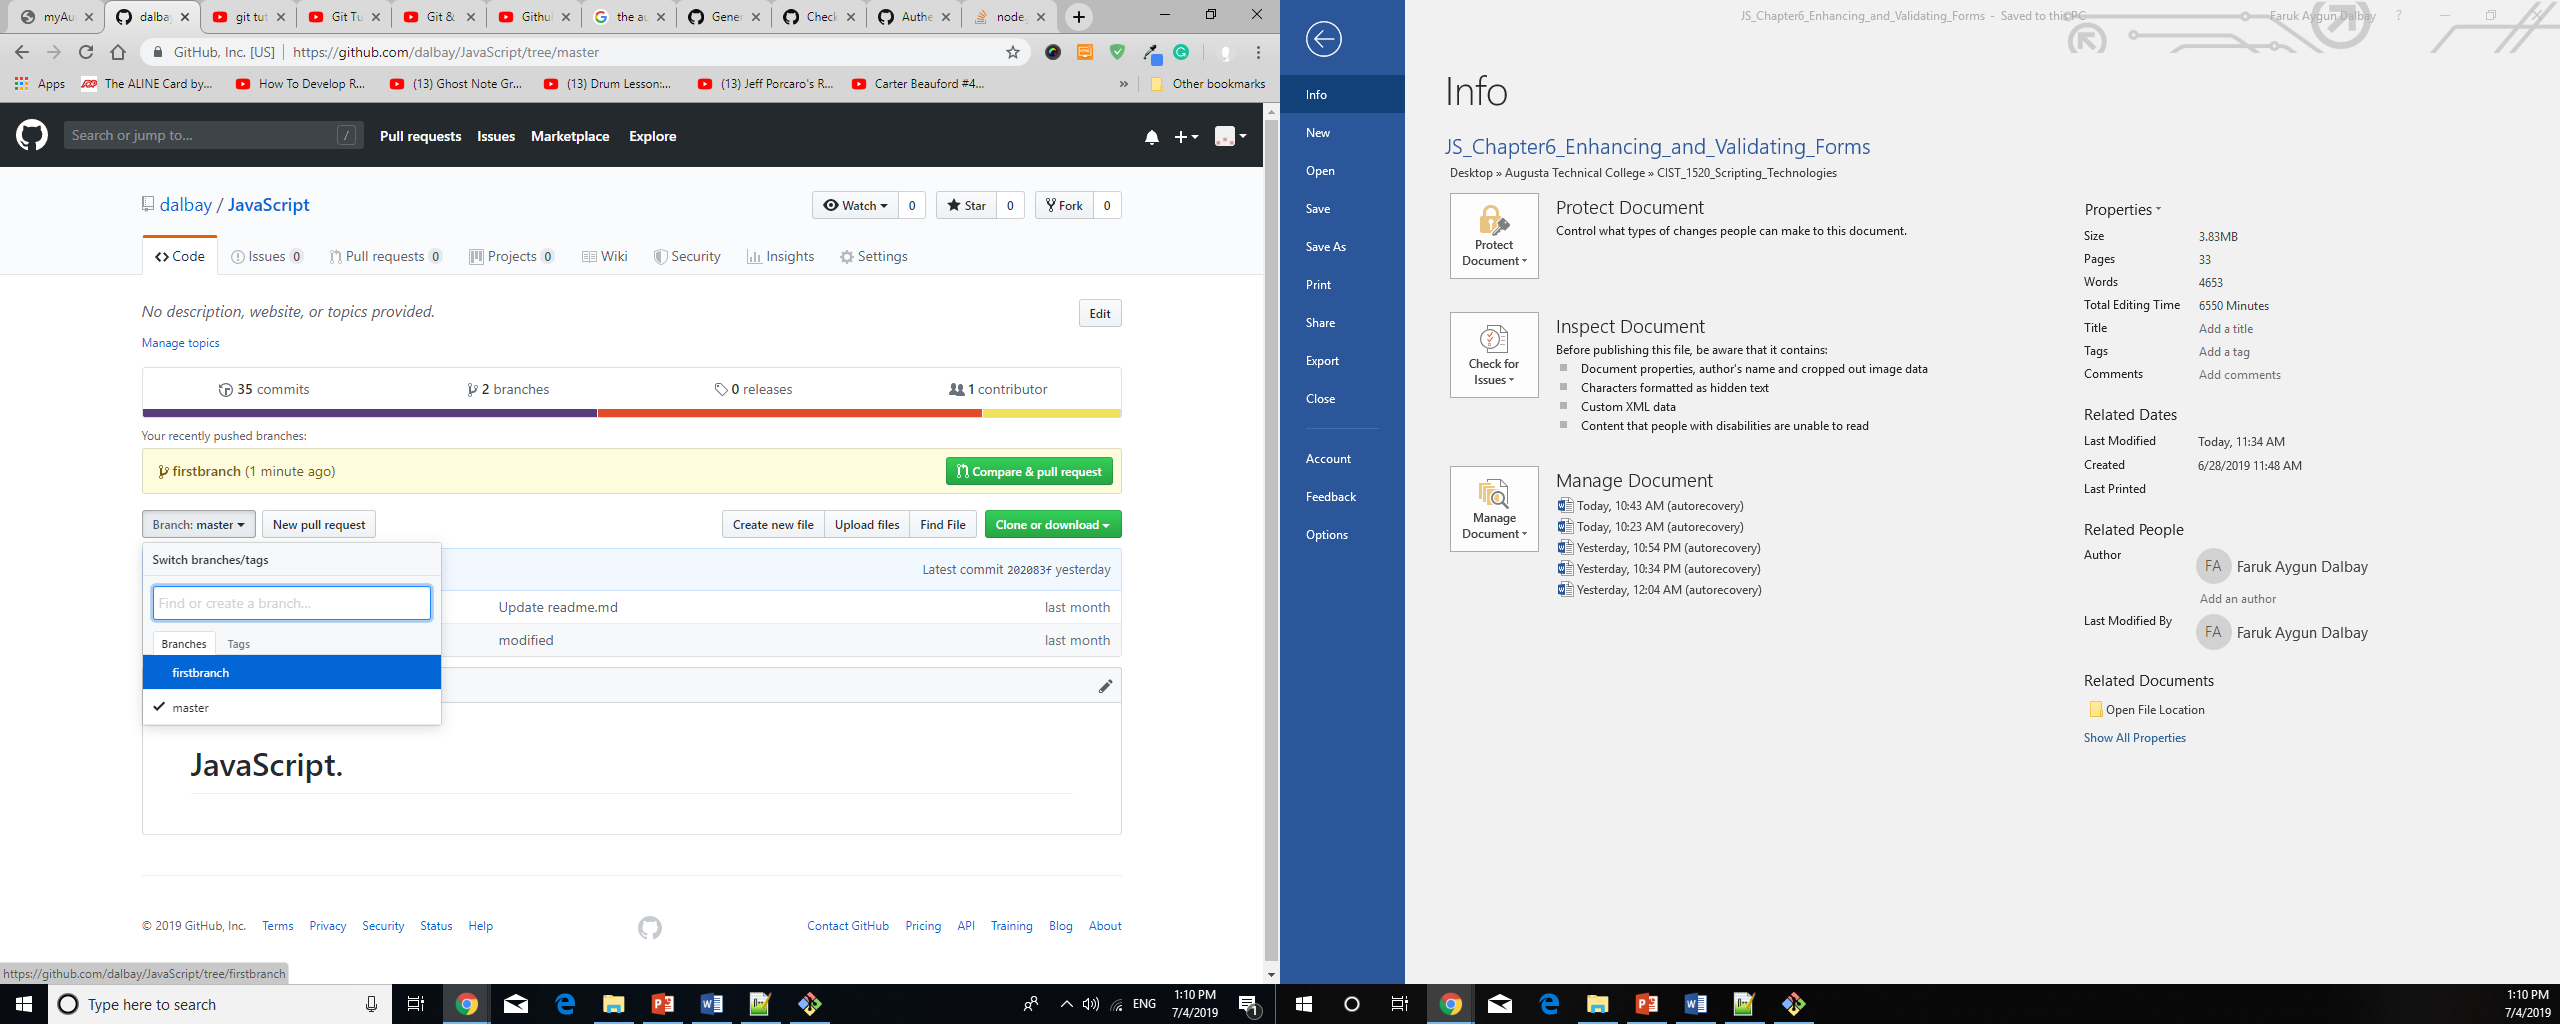 myAu
dalbay
git tut
Git Tu
Git &
Github
the au
Gener
Check
Authe
node.
GitHub, Inc. [US] | https://github.com/dalbay/JavaScript/tree/master
Apps
The ALINE Card by...
How To Develop R...
(13) Ghost Note Gr...
(13) Drum Lesson:...
(13) Jeff Porcaro's R...
Carter Beauford #4...
»
Other bookmarks
Search or jump to...
/
Pull requests Issues Marketplace Explore
dalbay / JavaScript
Watch 0
Star 0
Fork 0
Code
Issues 0
Pull requests 0
Projects 0
Wiki
Security
Insights
Settings
No description, website, or topics provided.
Edit
Manage topics
35 commits
2 branches
0 releases
1 contributor
Your recently pushed branches:
firstbranch (1 minute ago)
Compare & pull request
Branch: master
New pull request
Create new file
Upload files
Find File
Clone or download
Switch branches/tags
Latest commit 202083f yesterday
Find or create a branch...
Update readme.md
last month
Branches
Tags
modified
last month
firstbranch
master
JavaScript.
© 2019 GitHub, Inc. Terms Privacy Security Status Help
Contact GitHub Pricing API Training Blog About
https://github.com/dalbay/JavaScript/tree/firstbranch
Type here to search
ENG
1:10 PM
7/4/2019
1
JS_Chapter6_Enhancing_and_Validating_Forms - Saved to this PC
Faruk Aygun Dalbay
?
Info
New
Open
Save
Save As
Print
Share
Export
Close
Account
Feedback
Options
Info
JS_Chapter6_Enhancing_and_Validating_Forms
Desktop » Augusta Technical College » CIST_1520_Scripting_Technologies
Protect
Document
Protect Document
Control what types of changes people can make to this document.
Check for
Issues
Inspect Document
Before publishing this file, be aware that it contains:
Document properties, author's name and cropped out image data
Characters formatted as hidden text
Custom XML data
Content that people with disabilities are unable to read
Manage
Document
Manage Document
Today, 10:43 AM (autorecovery)
Today, 10:23 AM (autorecovery)
Yesterday, 10:54 PM (autorecovery)
Yesterday, 10:34 PM (autorecovery)
Yesterday, 12:04 AM (autorecovery)
Properties
Size 3.83MB
Pages 33
Words 4653
Total Editing Time 6550 Minutes
Title Add a title
Tags Add a tag
Comments Add comments
Related Dates
Last Modified Today, 11:34 AM
Created 6/28/2019 11:48 AM
Last Printed
Related People
Author
FA Faruk Aygun Dalbay
Add an author
Last Modified By
FA Faruk Aygun Dalbay
Related Documents
Open File Location
Show All Properties
1:10 PM
7/4/2019